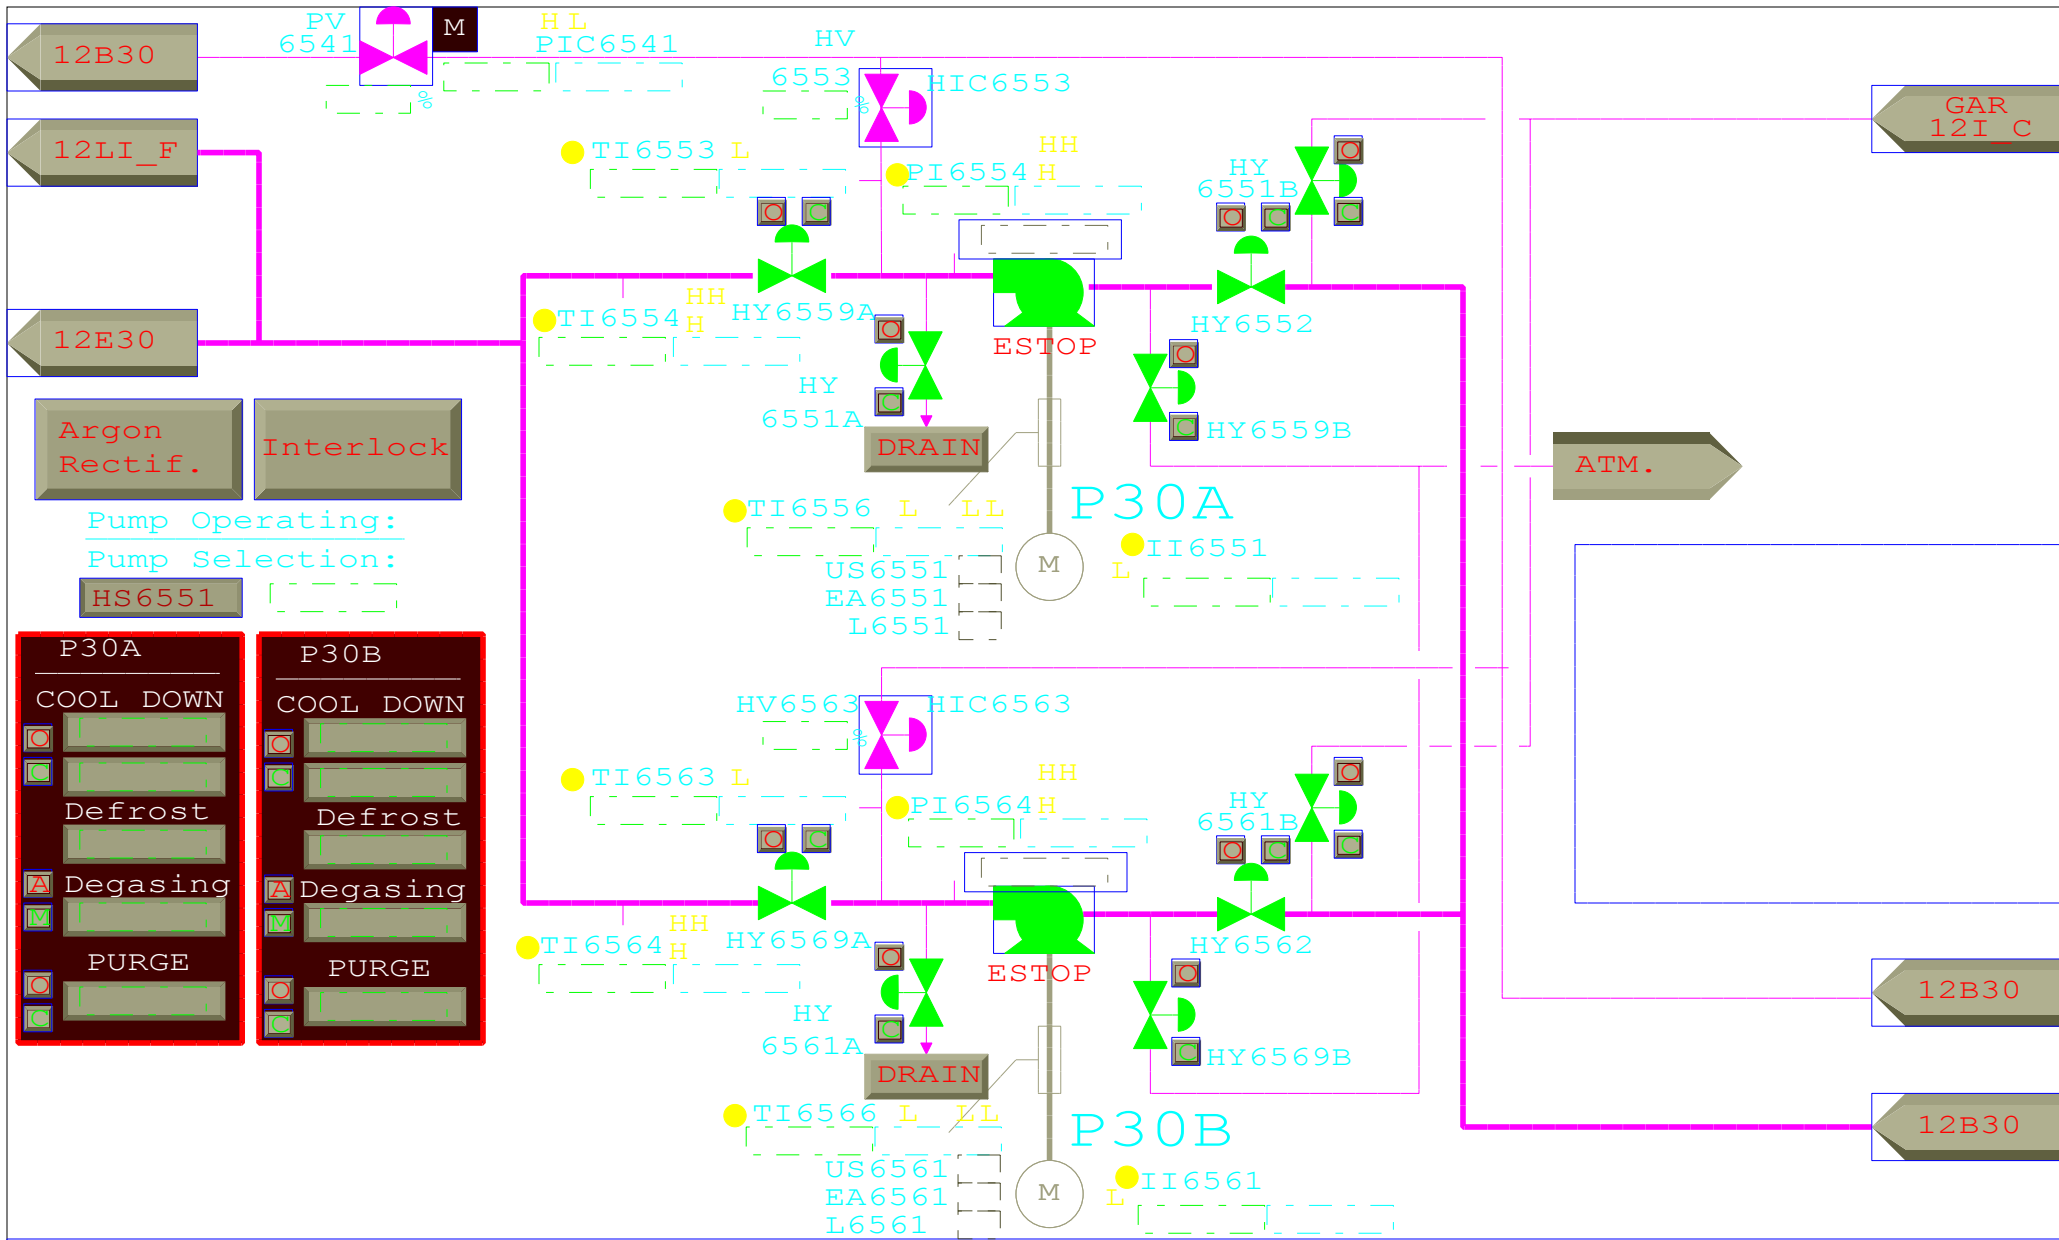 PV
6541
M
H L
PIC6541
%
HV
6553
%
HIC6553
12B30
12LI_F
12E30
GAR
12I_C
TI6553 L
PI6554
HH
H
HY
6551B
O C
O
C
O C
TI6554
HH
H
HY6559A
O
C
HY
6551A
DRAIN
ESTOP
HY6552
O
C
HY6559B
ATM.
Argon
Rectif.
Interlock
Pump Operating:
Pump Selection:
HS6551
TI6556 L LL
P30A
M
II6551
L
US6551
EA6551
L6551
P30A
COOL DOWN
O
C
Defrost
A
Degasing
M
PURGE
O
C
P30B
COOL DOWN
O
C
Defrost
A
Degasing
M
PURGE
O
C
HV6563
%
HIC6563
TI6563 L
PI6564
HH
H
HY
6561B
O C
O
C
O C
TI6564
HH
H
HY6569A
O
C
HY
6561A
DRAIN
ESTOP
HY6562
O
C
HY6569B
12B30
12B30
TI6566 L LL
P30B
M
II6561
L
US6561
EA6561
L6561